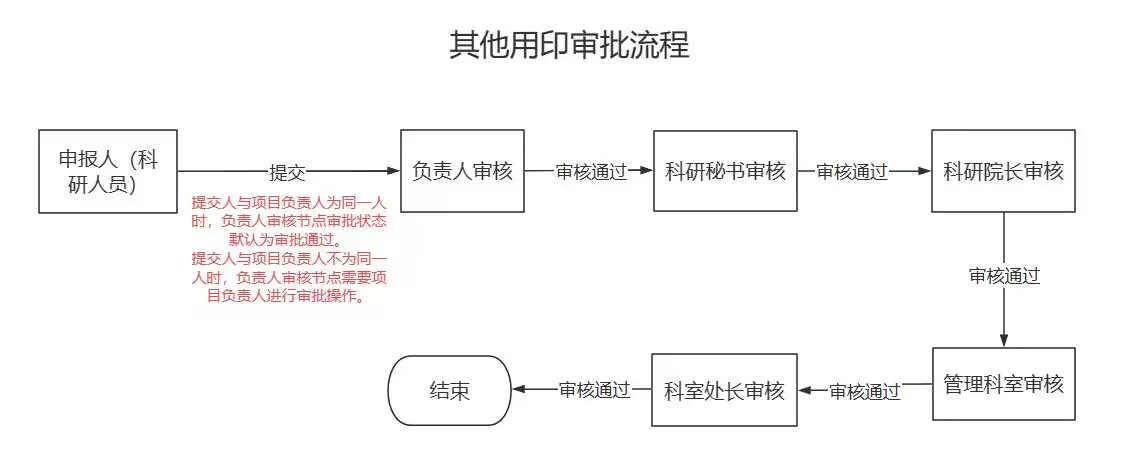 其他用印审批流程
申报人（科
研人员）
提交
负责人审核
审核通过
科研秘书审核
审核通过
科研院长审核
提交人与项目负责人为同一人
时，负责人审核节点审批状态
默认为审批通过。
提交人与项目负责人不为同一
人时，负责人审核节点需要项
目负责人进行审批操作。
审核通过
管理科室审核
审核通过
科室处长审核
审核通过
结束